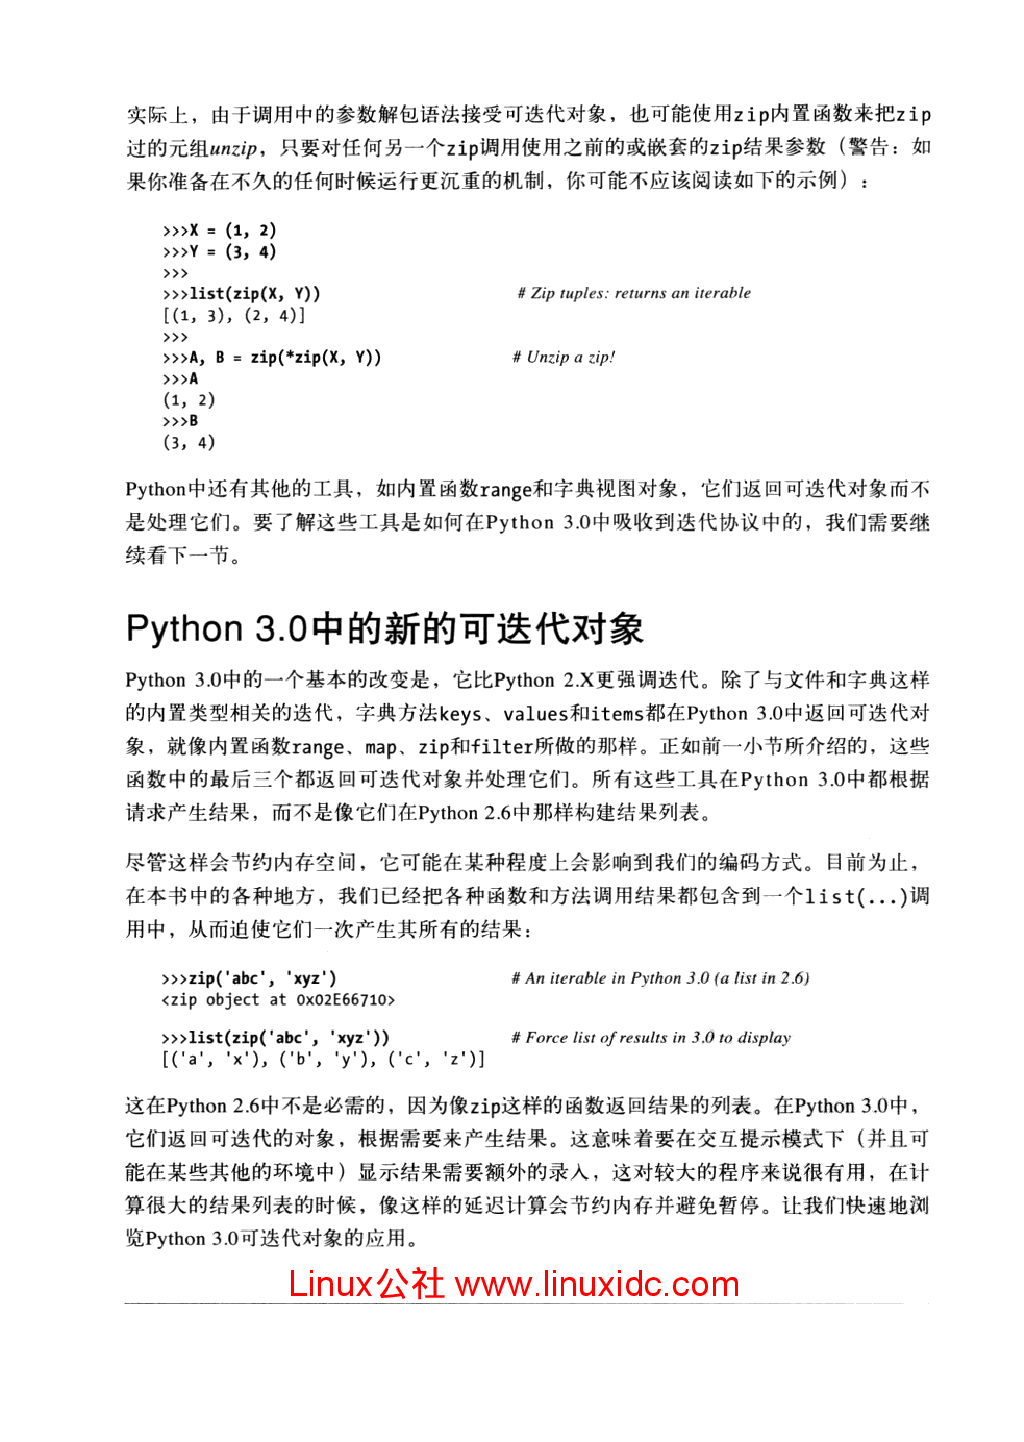 实际上，由于调用中的参数解包语法接受可迭代对象，也可能使用zip内置函数来把zip
过的元组unzip，只要对任何另一个zip调用使用之前的或嵌套的zip结果参数（警告：如
果你准备在不久的任何时候运行更沉重的机制，你可能不应该阅读如下的示例）：
>>>X = (1, 2)
>>>Y = (3, 4)
>>>
>>>list(zip(X, Y)) # Zip tuples: returns an iterable
[(1, 3), (2, 4)]
>>>
>>>A, B = zip(*zip(X, Y)) # Unzip a zip!
>>>A
(1, 2)
>>>B
(3, 4)
Python中还有其他的工具，如内置函数range和字典视图对象，它们返回可迭代对象而不
是处理它们。要了解这些工具是如何在Python 3.0中吸收到迭代协议中的，我们需要继
续看下一节。
Python 3.0中的新的可迭代对象
Python 3.0中的一个基本的改变是，它比Python 2.X更强调迭代。除了与文件和字典这样
的内置类型相关的迭代，字典方法keys、values和items都在Python 3.0中返回可迭代对
象，就像内置函数range、map、zip和filter所做的那样。正如前一小节所介绍的，这些
函数中的最后三个都返回可迭代对象并处理它们。所有这些工具在Python 3.0中都根据
请求产生结果，而不是像它们在Python 2.6中那样构建结果列表。
尽管这样会节约内存空间，它可能在某种程度上会影响到我们的编码方式。目前为止，
在本书中的各种地方，我们已经把各种函数和方法调用结果都包含到一个list(...)调
用中，从而迫使它们一次产生其所有的结果：
>>>zip('abc', 'xyz') # An iterable in Python 3.0 (a list in 2.6)
<zip object at 0x02E66710>
>>>list(zip('abc', 'xyz')) # Force list of results in 3.0 to display
[('a', 'x'), ('b', 'y'), ('c', 'z')]
这在Python 2.6中不是必需的，因为像zip这样的函数返回结果的列表。在Python 3.0中，
它们返回可迭代的对象，根据需要来产生结果。这意味着要在交互提示模式下（并且可
能在某些其他的环境中）显示结果需要额外的录入，这对较大的程序来说很有用，在计
算很大的结果列表的时候，像这样的延迟计算会节约内存并避免暂停。让我们快速地浏
览Python 3.0可迭代对象的应用。
Linux公社 www.linuxidc.com